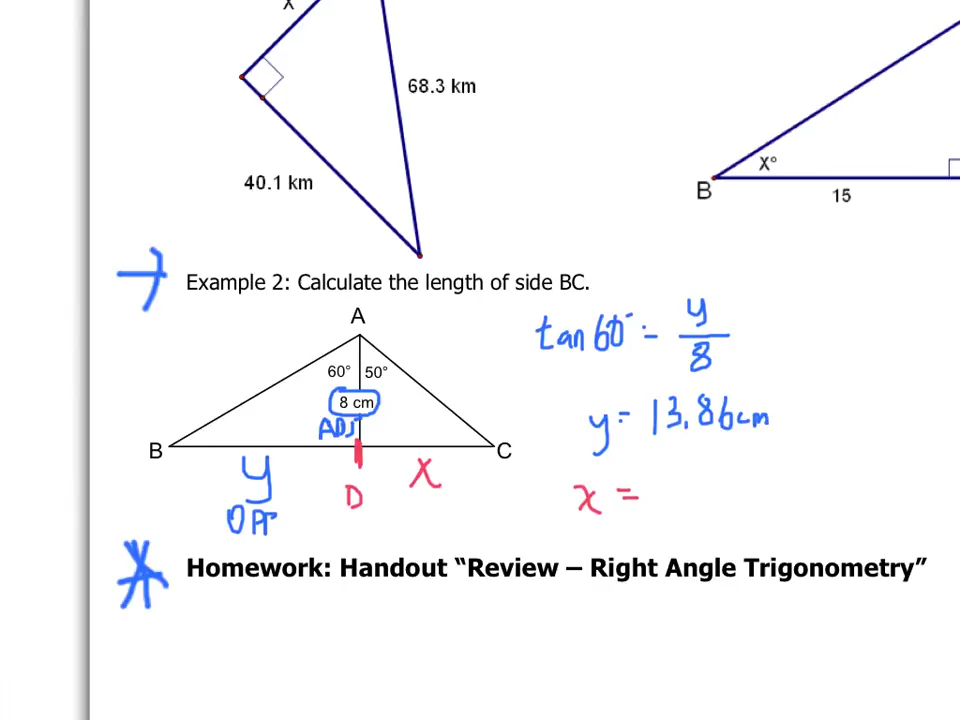 X
68.3 km
40.1 km
X°
B
15
Example 2: Calculate the length of side BC.
A
60° 50°
8 cm
ADJ
B
C
y
x
D
OPP
tan 60° = y/8
y = 13.86cm
x =
Homework: Handout “Review – Right Angle Trigonometry”